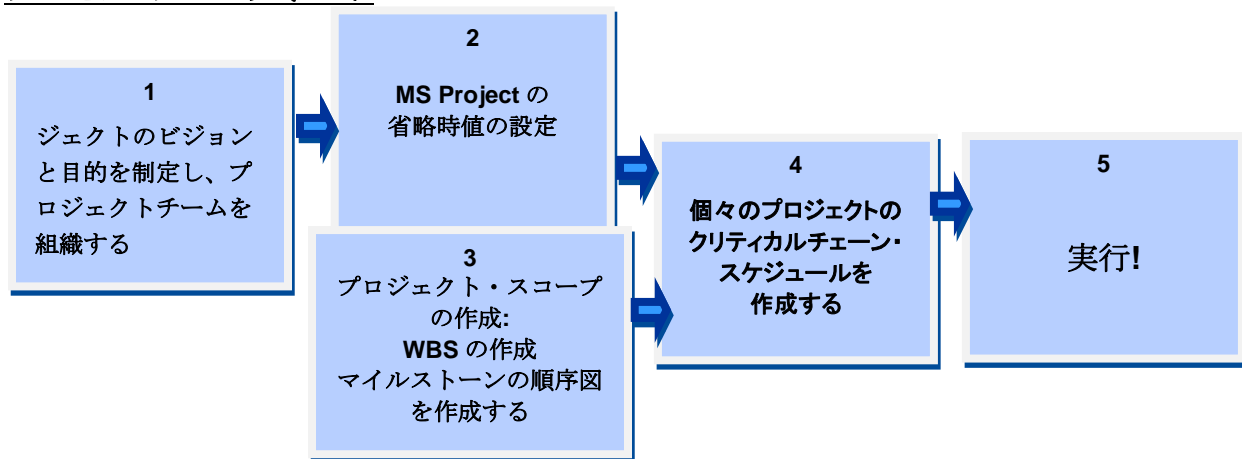 1
ジェクトのビジョン
と目的を制定し、プ
ロジェクトチームを
組織する
2
MS Project の
省略時値の設定
3
プロジェクト・スコープ
の作成:
WBS の作成
マイルストーンの順序図
を作成する
4
個々のプロジェクトの
クリティカルチェーン・
スケジュールを
作成する
5
実行!